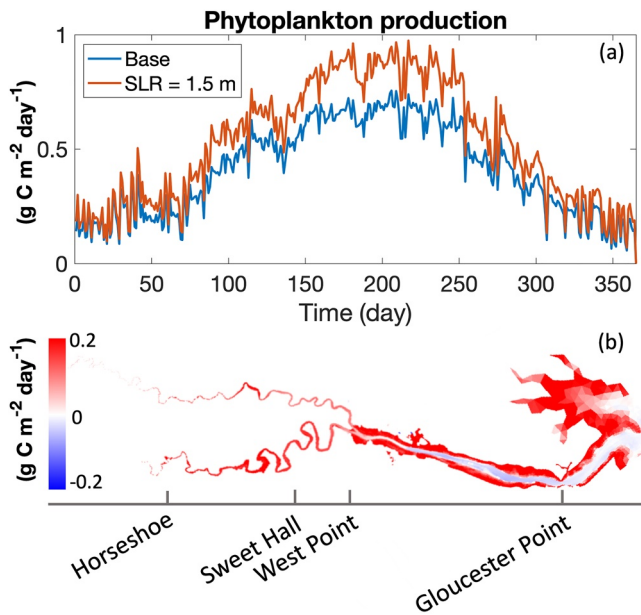 Phytoplankton production
(a)
Base
SLR = 1.5 m
(g C m⁻² day⁻¹)
1
0.5
0
0 50 100 150 200 250 300 350
Time (day)
(b)
(g C m⁻² day⁻¹)
0.2
0
-0.2
Horseshoe
Sweet Hall
West Point
Gloucester Point